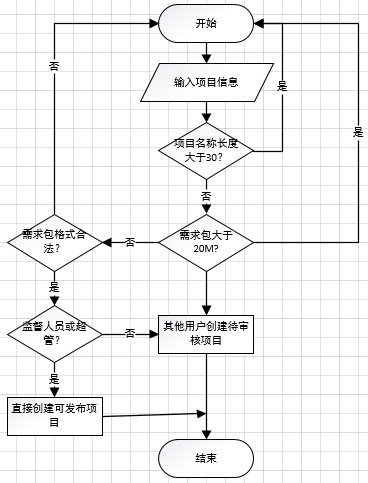 开始
否
输入项目信息
是
项目名称长度
大于30?
是
否
需求包格式合
法?
否
需求包大于
20M?
是
监督人员或超
管?
否
其他用户创建待审
核项目
是
直接创建可发布项
目
结束